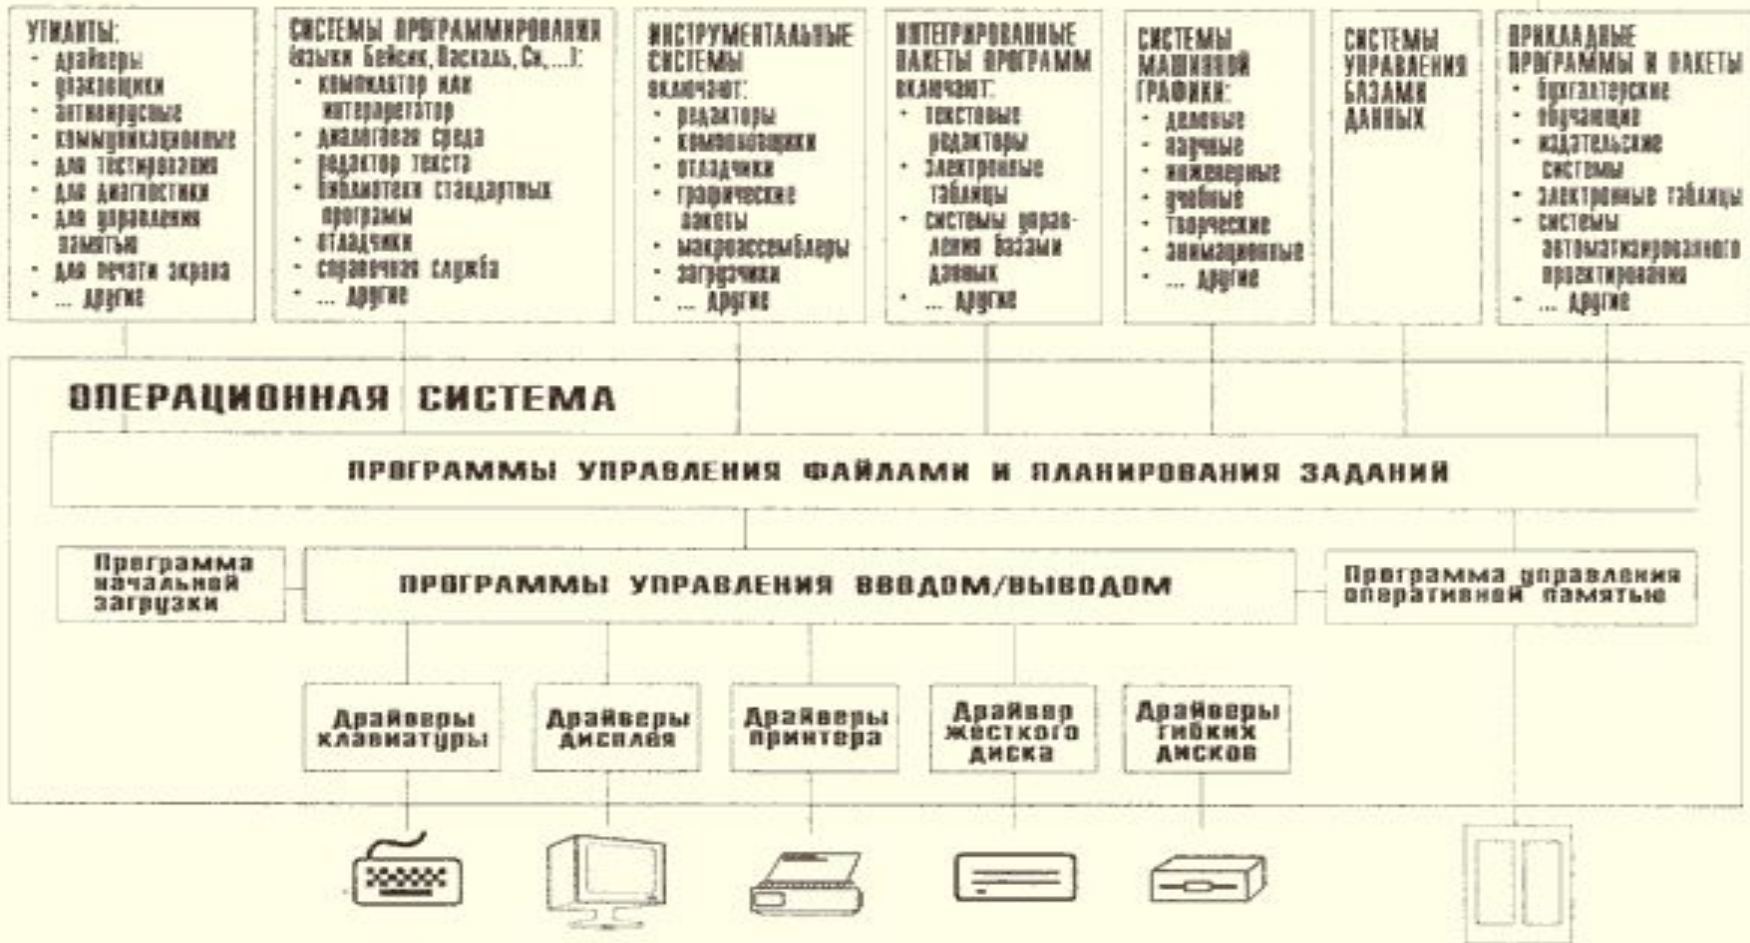 УТИЛИТЫ:
· драйверы
· упаковщики
· антивирусные
· коммуникационные
· для тестирования
· для диагностики
· для управления
памятью
· для печати экрана
· ... другие
СИСТЕМЫ ПРОГРАММИРОВАНИЯ
(языки Бейсик, Паскаль, Си, ...):
· компилятор или
интерпретатор
· диалоговая среда
· редактор текста
· библиотеки стандартных
программ
· отладчики
· справочная служба
· ... другие
ИНСТРУМЕНТАЛЬНЫЕ
СИСТЕМЫ
включают:
· редакторы
· компоновщики
· отладчики
· графические
пакеты
· макроассемблеры
· загрузчики
· ... другие
ИНТЕГРИРОВАННЫЕ
ПАКЕТЫ ПРОГРАММ
включают:
· текстовые
редакторы
· электронные
таблицы
· системы управ-
ления базами
данных
· ... другие
СИСТЕМЫ
МАШИННОЙ
ГРАФИКИ:
· деловые
· научные
· инженерные
· учебные
· творческие
· анимационные
· ... другие
СИСТЕМЫ
УПРАВЛЕНИЯ
БАЗАМИ
ДАННЫХ
ПРИКЛАДНЫЕ
ПРОГРАММЫ И ПАКЕТЫ
· бухгалтерские
· обучающие
· издательские
системы
· электронные таблицы
· системы
автоматизированного
проектирования
· ... другие
ОПЕРАЦИОННАЯ СИСТЕМА
ПРОГРАММЫ УПРАВЛЕНИЯ ФАЙЛАМИ И ПЛАНИРОВАНИЯ ЗАДАНИЙ
Программа
начальной
загрузки
ПРОГРАММЫ УПРАВЛЕНИЯ ВВОДОМ/ВЫВОДОМ
Программа управления
оперативной памятью
Драйверы
клавиатуры
Драйверы
дисплея
Драйверы
принтера
Драйвер
жесткого
диска
Драйверы
гибких
дисков